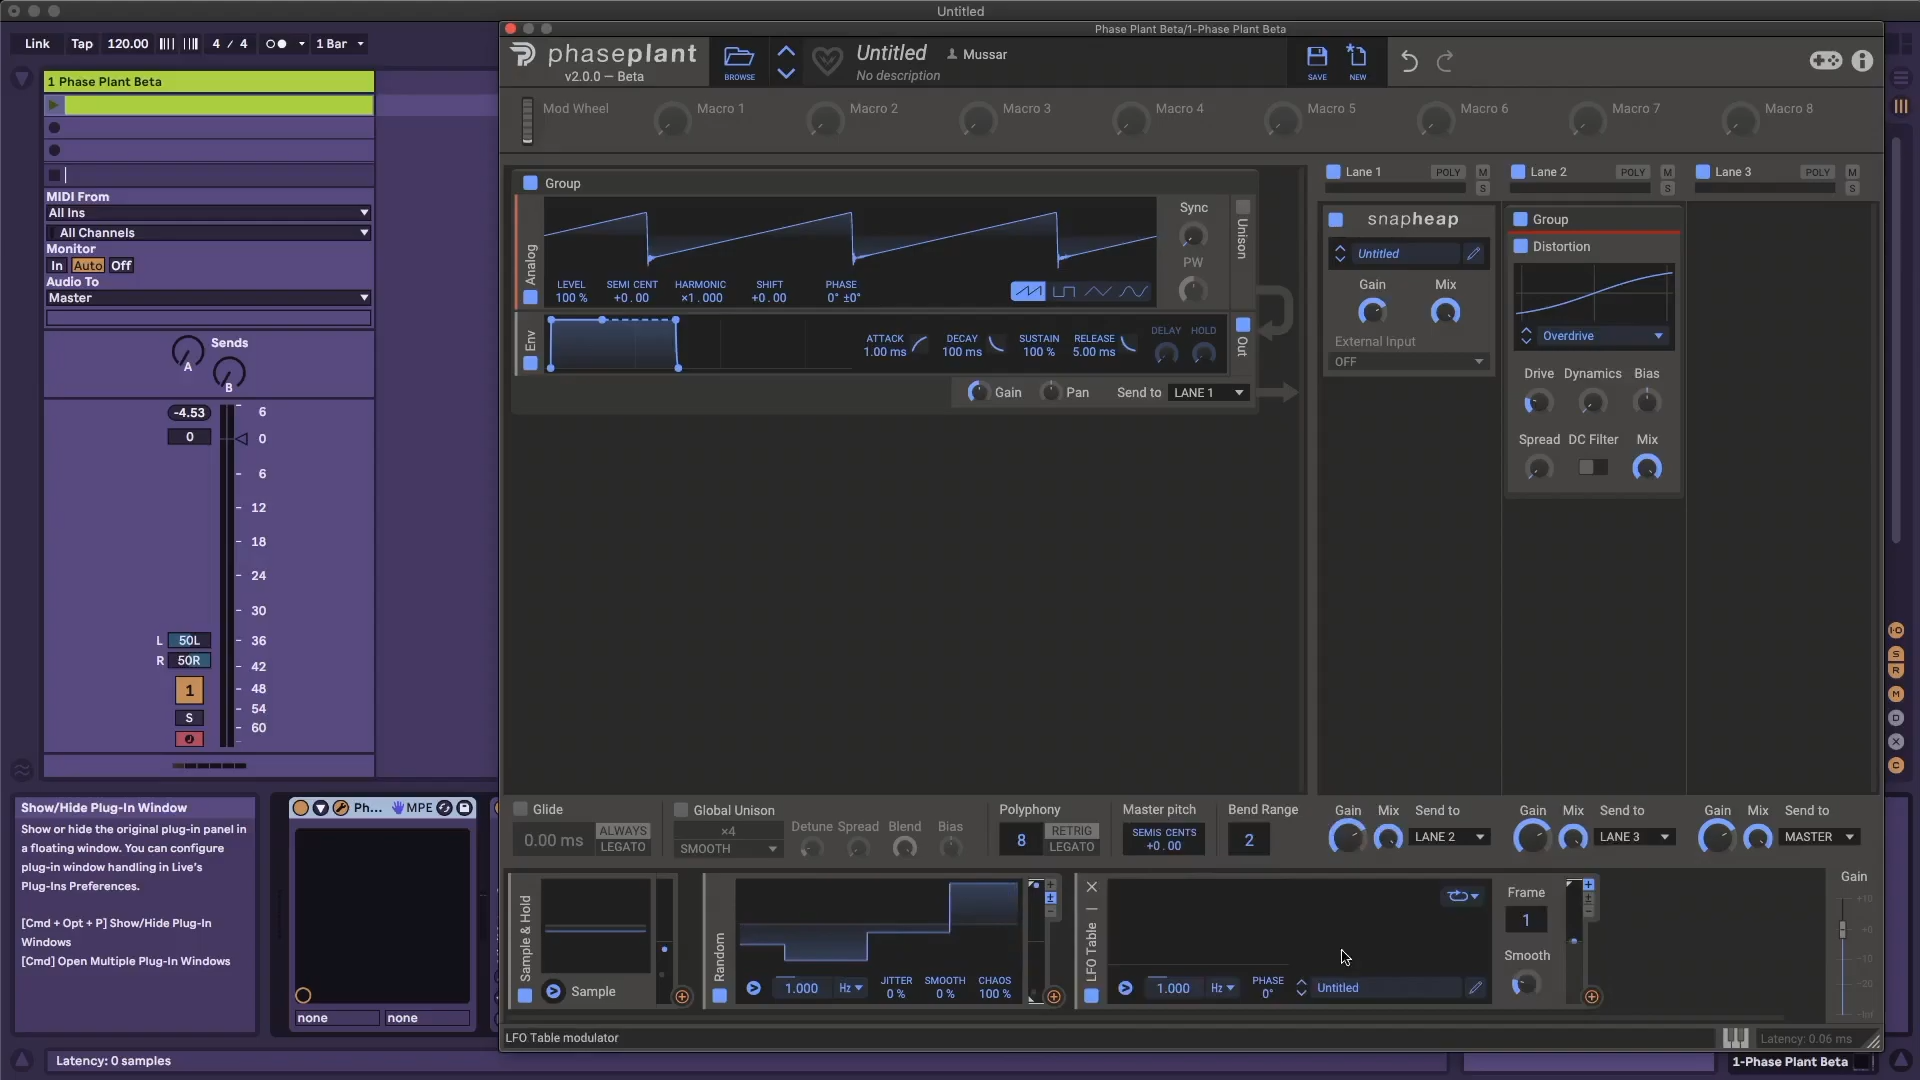 Untitled
Phase Plant Beta/1-Phase Plant Beta
Link Tap 120.00 4 / 4 1 Bar
phaseplant
v2.0.0 — Beta
BROWSE
Untitled
No description
Mussar
SAVE
NEW
1 Phase Plant Beta
Mod Wheel Macro 1 Macro 2 Macro 3 Macro 4 Macro 5 Macro 6 Macro 7 Macro 8
MIDI From
All Ins
All Channels
Monitor
In Auto Off
Audio To
Master
Sends
A
B
-4.53
0
6
0
6
12
18
24
30
36
42
48
54
60
L 50L
R 50R
1
S
Group
Analog
LEVEL
100 %
SEMI CENT
+0.00
HARMONIC
×1.000
SHIFT
+0.00
PHASE
0° ±0°
Sync
PW
Unison
Env
ATTACK
1.00 ms
DECAY
100 ms
SUSTAIN
100 %
RELEASE
5.00 ms
DELAY
HOLD
Out
Gain Pan Send to LANE 1
Lane 1 POLY M
S
Lane 2 POLY M
S
Lane 3 POLY M
S
snapheap
Untitled
Gain Mix
External Input
OFF
Group
Distortion
Overdrive
Drive Dynamics Bias
Spread DC Filter Mix
I·O
S
R
M
D
X
C
Glide
0.00 ms
ALWAYS
LEGATO
Global Unison
×4
SMOOTH
Detune Spread Blend Bias
Polyphony
8
RETRIG
LEGATO
Master pitch
SEMIS CENTS
+0.00
Bend Range
2
Gain Mix Send to
LANE 2
Gain Mix Send to
LANE 3
Gain Mix Send to
MASTER
Show/Hide Plug-In Window
Show or hide the original plug-in panel in
a floating window. You can configure
plug-in window handling in Live's
Plug-Ins Preferences.
[Cmd + Opt + P] Show/Hide Plug-In
Windows
[Cmd] Open Multiple Plug-In Windows
Ph... MPE
none none
Sample & Hold
Sample
Random
1.000 Hz
JITTER
0 %
SMOOTH
0 %
CHAOS
100 %
LFO Table
1.000 Hz
PHASE
0°
Untitled
Frame
1
Smooth
Gain
+10
+0
-10
-20
-Inf
LFO Table modulator
Latency: 0.06 ms
Latency: 0 samples
1-Phase Plant Beta